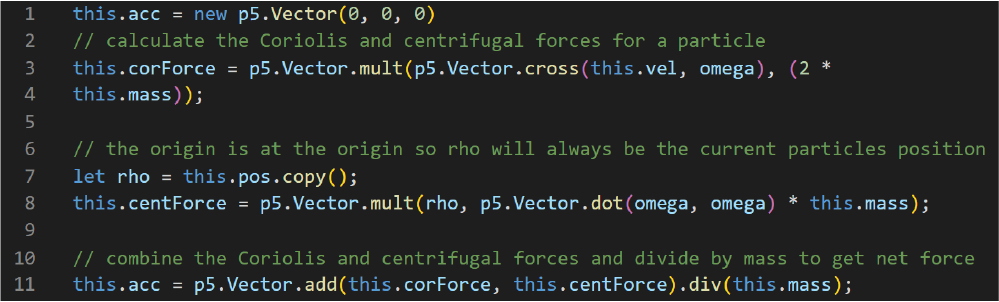 1 this.acc = new p5.Vector(0, 0, 0)
2 // calculate the Coriolis and centrifugal forces for a particle
3 this.corForce = p5.Vector.mult(p5.Vector.cross(this.vel, omega), (2 *
4 this.mass));
5
6 // the origin is at the origin so rho will always be the current particles position
7 let rho = this.pos.copy();
8 this.centForce = p5.Vector.mult(rho, p5.Vector.dot(omega, omega) * this.mass);
9
10 // combine the Coriolis and centrifugal forces and divide by mass to get net force
11 this.acc = p5.Vector.add(this.corForce, this.centForce).div(this.mass);